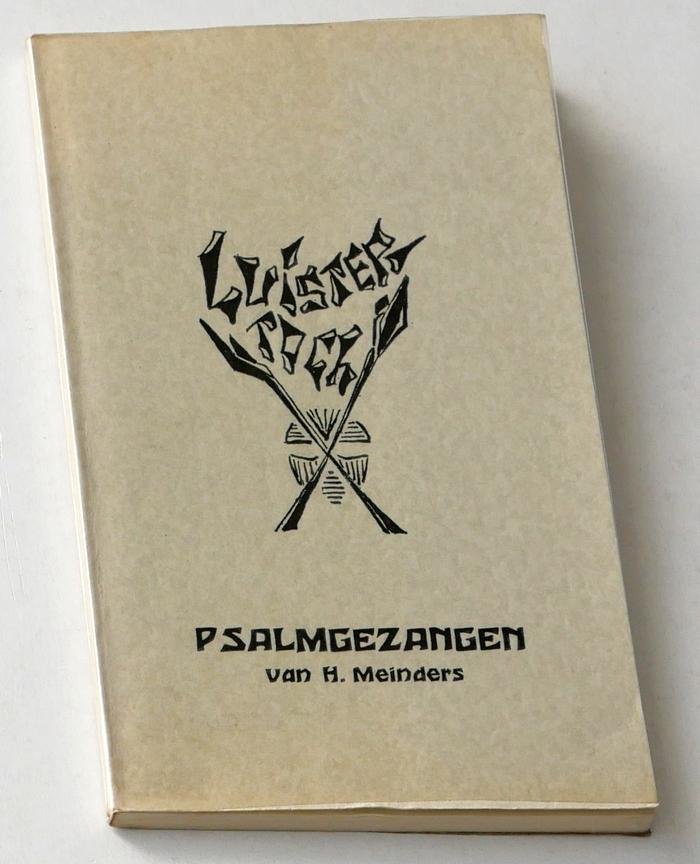 LUiSTER
TOCH
PSALMGEZANGEN
van H. Meinders